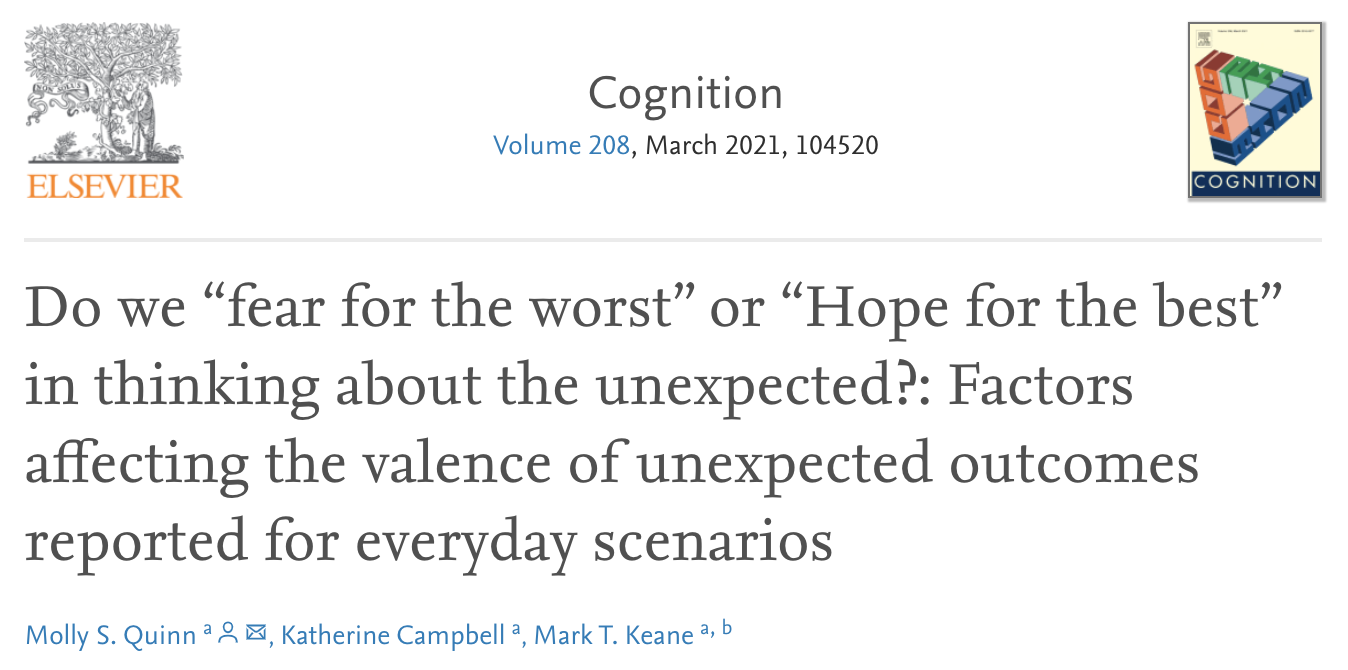 ELSEVIER
Cognition
Volume 208, March 2021, 104520
COGNITION
Do we “fear for the worst” or “Hope for the best”
in thinking about the unexpected?: Factors
affecting the valence of unexpected outcomes
reported for everyday scenarios
Molly S. Quinn a, Katherine Campbell a, Mark T. Keane a, b